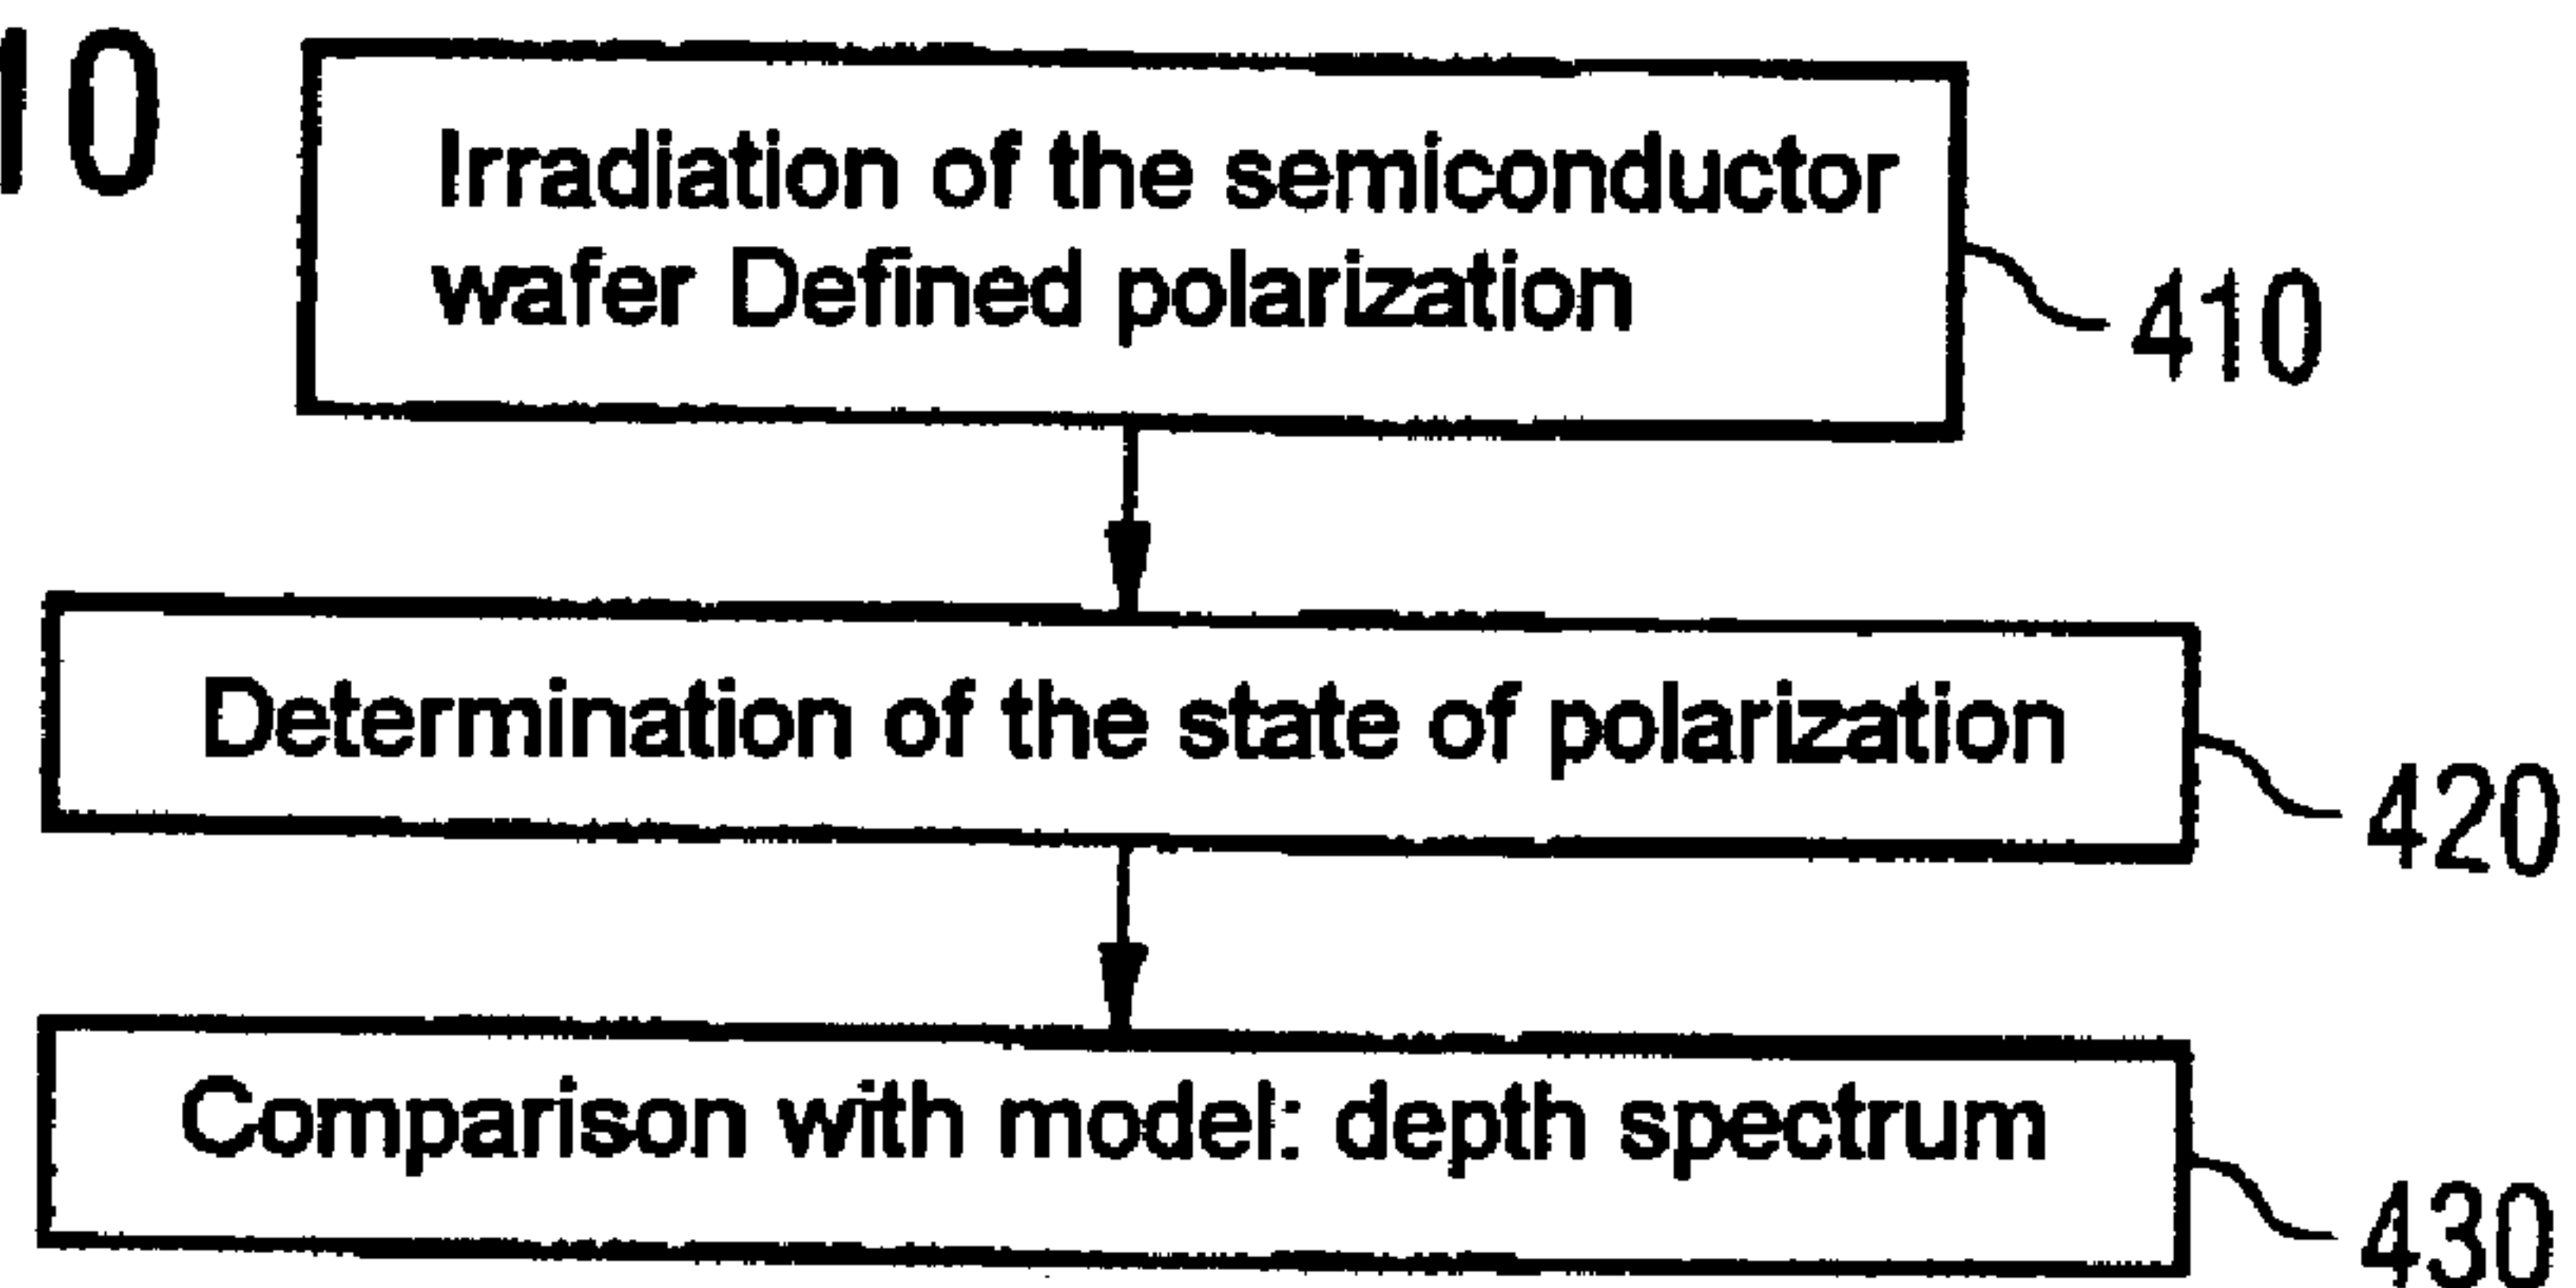 10
Irradiation of the semiconductor
wafer Defined polarization
410
Determination of the state of polarization
420
Comparison with model: depth spectrum
430